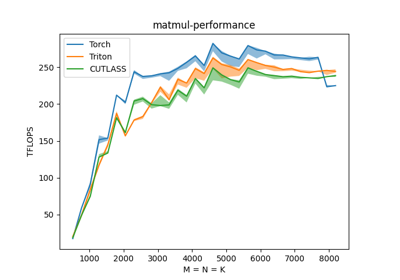 matmul-performance
Torch
Triton
CUTLASS
250
200
150
100
50
TFLOPS
1000 2000 3000 4000 5000 6000 7000 8000
M = N = K